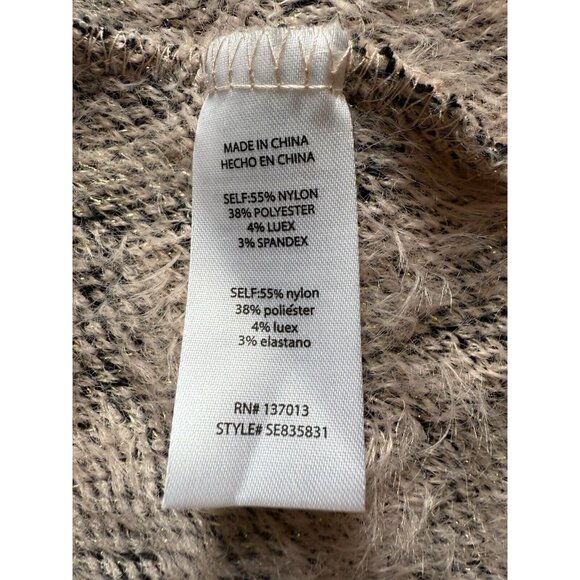 MADE IN CHINA
HECHO EN CHINA
SELF:55% NYLON
38% POLYESTER
4% LUEX
3% SPANDEX
SELF:55% nylon
38% poliéster
4% luex
3% elastano
RN# 137013
STYLE# SE835831